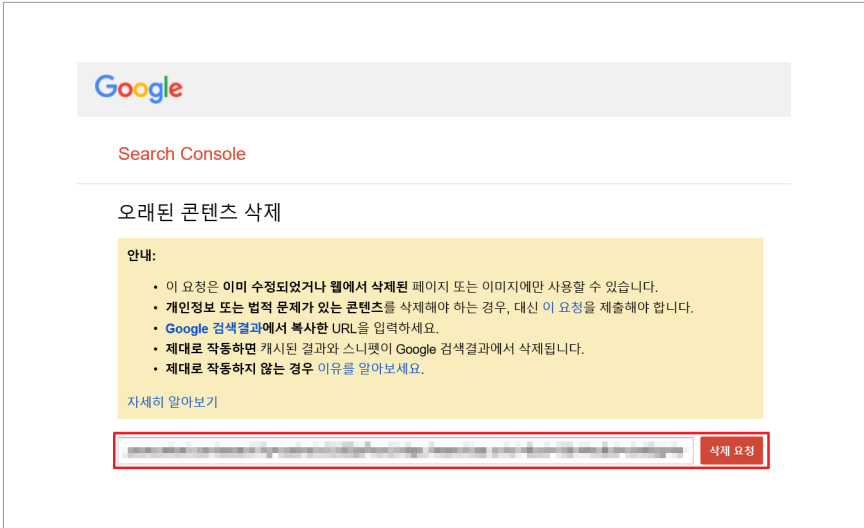 Google
Search Console
오래된 콘텐츠 삭제
안내:
• 이 요청은 이미 수정되었거나 웹에서 삭제된 페이지 또는 이미지에만 사용할 수 있습니다.
• 개인정보 또는 법적 문제가 있는 콘텐츠를 삭제해야 하는 경우, 대신 이 요청을 제출해야 합니다.
• Google 검색결과에서 복사한 URL을 입력하세요.
• 제대로 작동하면 캐시된 결과와 스니펫이 Google 검색결과에서 삭제됩니다.
• 제대로 작동하지 않는 경우 이유를 알아보세요.
자세히 알아보기
삭제 요청